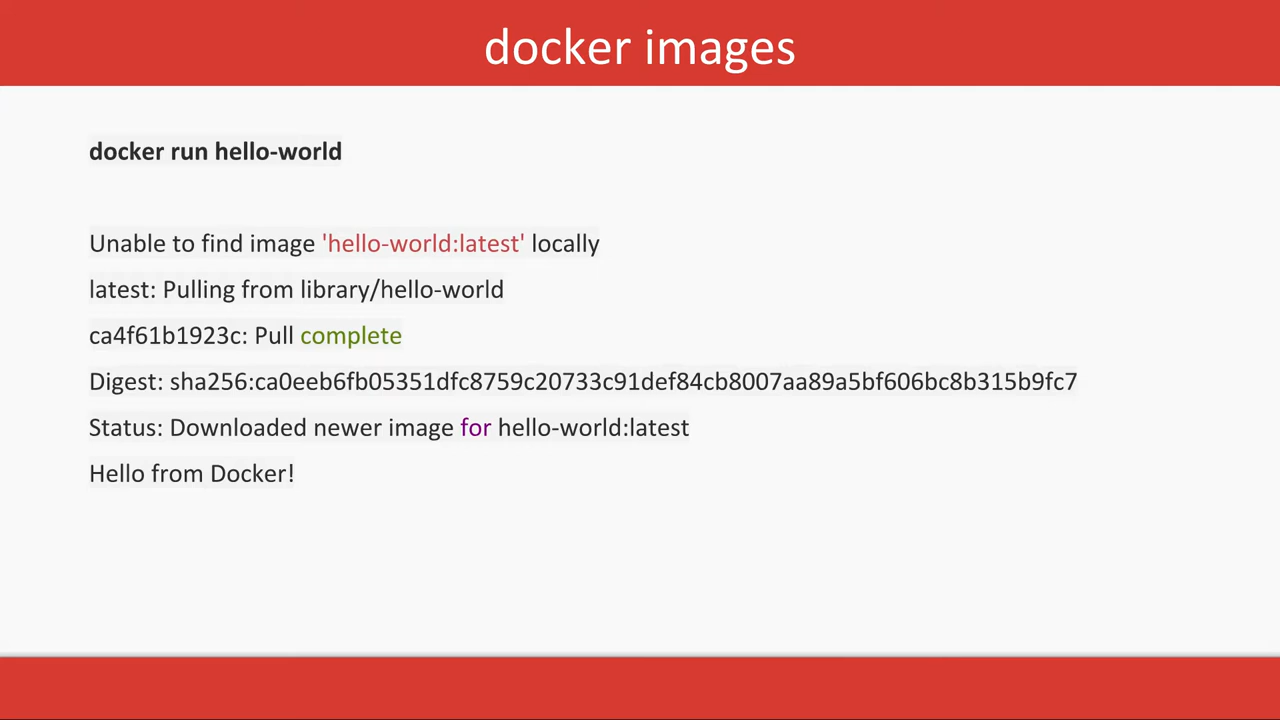 docker images
docker run hello-world
Unable to find image 'hello-world:latest' locally
latest: Pulling from library/hello-world
ca4f61b1923c: Pull complete
Digest: sha256:ca0eeb6fb05351dfc8759c20733c91def84cb8007aa89a5bf606bc8b315b9fc7
Status: Downloaded newer image for hello-world:latest
Hello from Docker!